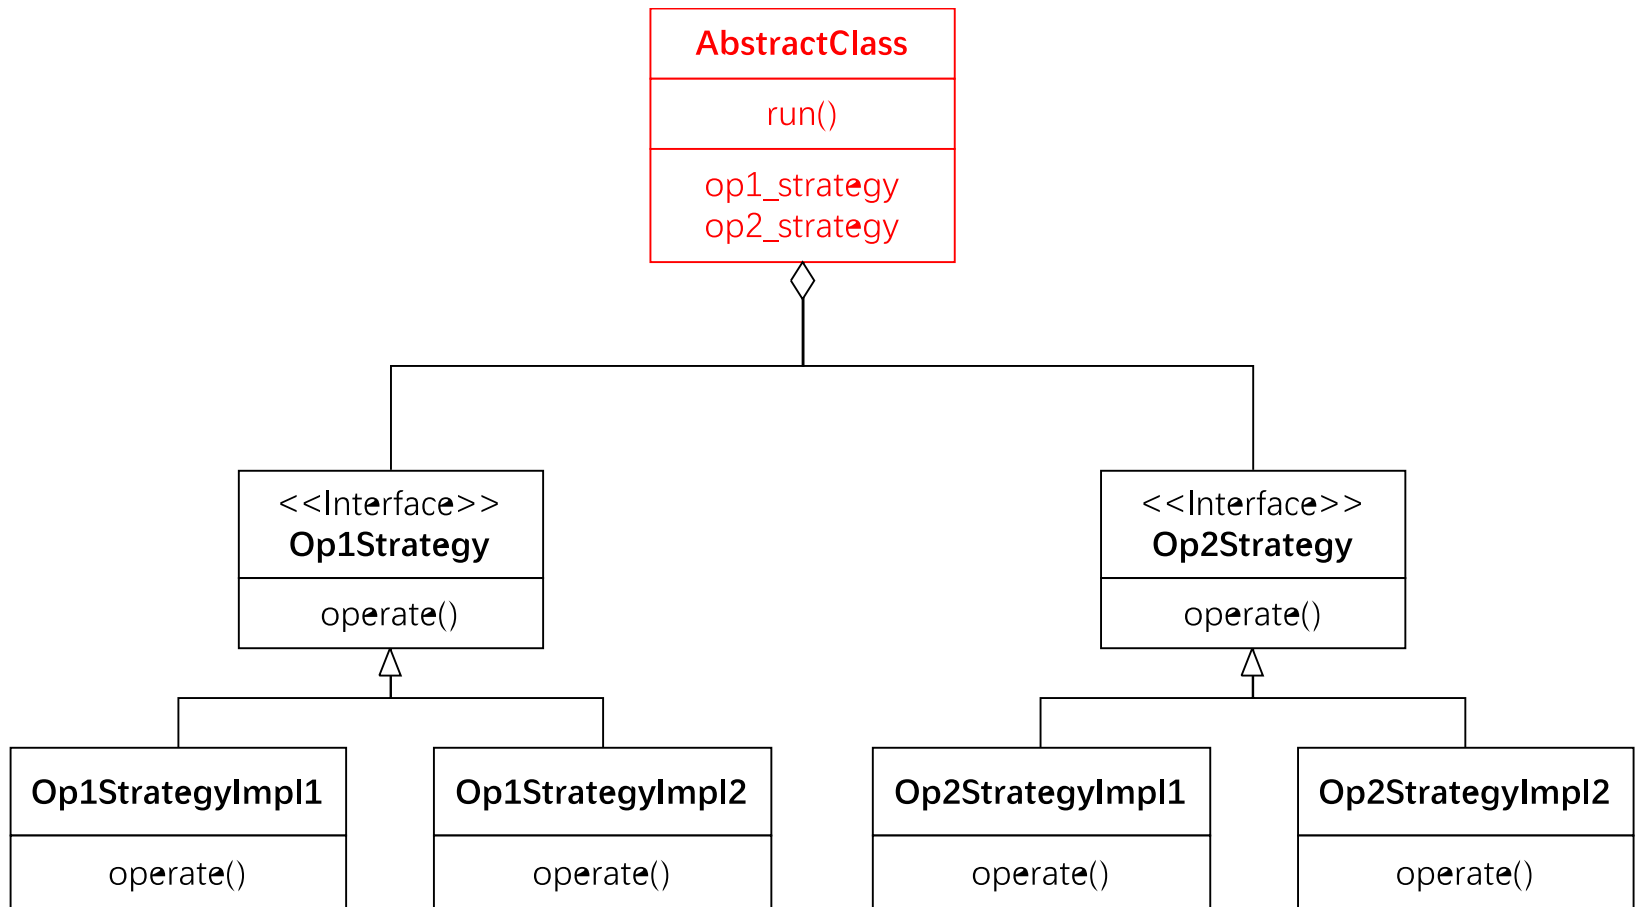 AbstractClass
run()
op1_strategy
op2_strategy
<<Interface>>
Op1Strategy
operate()
<<Interface>>
Op2Strategy
operate()
Op1StrategyImpl1
operate()
Op1StrategyImpl2
operate()
Op2StrategyImpl1
operate()
Op2StrategyImpl2
operate()